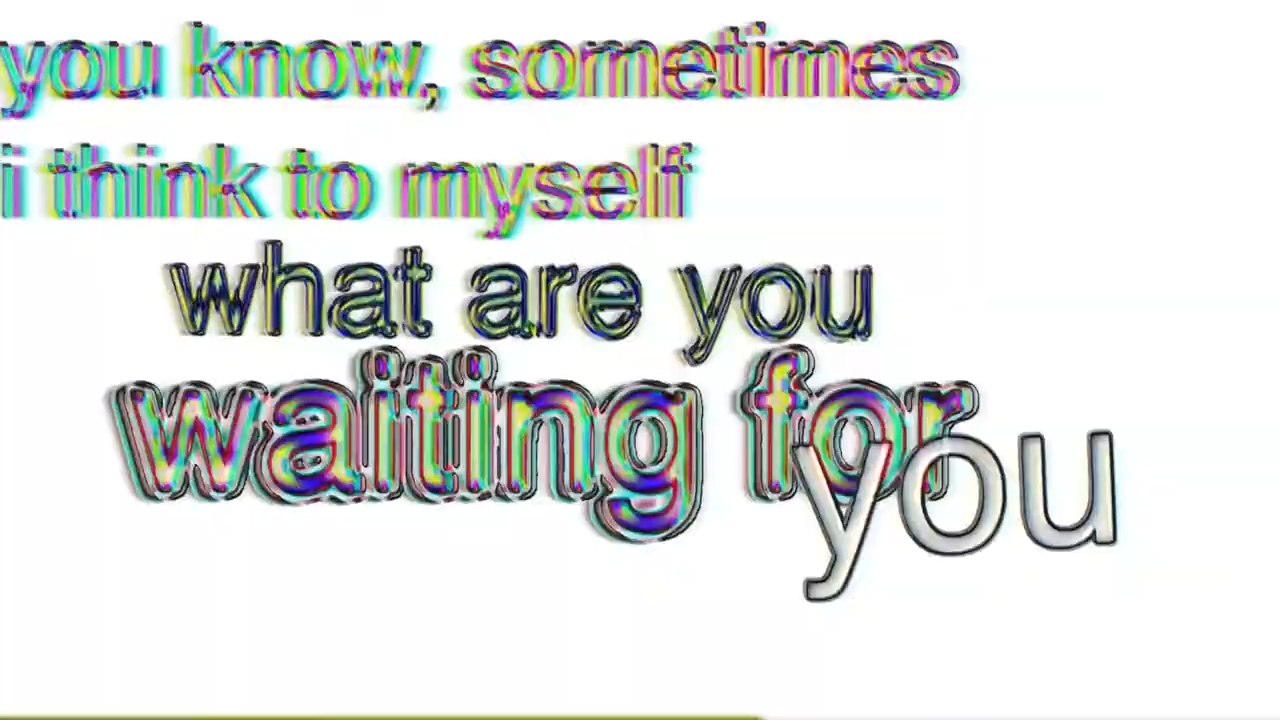 you know, sometimes
i think to myself
what are you
waiting for
you